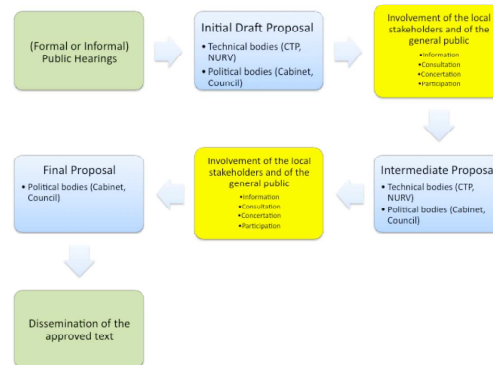 (Formal or Informal)
Public Hearings
Initial Draft Proposal
• Technical bodies (CTP,
NURV)
• Political bodies (Cabinet,
Council)
Involvement of the local
stakeholders and of the
general public
•Information
•Consultation
•Concertation
•Participation
Final Proposal
• Political bodies (Cabinet,
Council)
Involvement of the local
stakeholders and of the
general public
•Information
•Consultation
•Concertation
•Participation
Intermediate Proposa
• Technical bodies (CTP,
NURV)
• Political bodies (Cabinet,
Council)
Dissemination of the
approved text